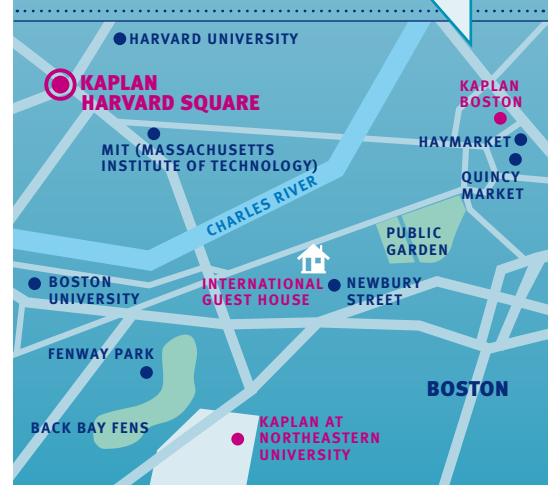 HARVARD UNIVERSITY
KAPLAN
HARVARD SQUARE
KAPLAN
BOSTON
MIT (MASSACHUSETTS
INSTITUTE OF TECHNOLOGY)
HAYMARKET
QUINCY
MARKET
CHARLES RIVER
PUBLIC
GARDEN
BOSTON
UNIVERSITY
INTERNATIONAL
GUEST HOUSE
NEWBURY
STREET
FENWAY PARK
BOSTON
BACK BAY FENS
KAPLAN AT
NORTHEASTERN
UNIVERSITY